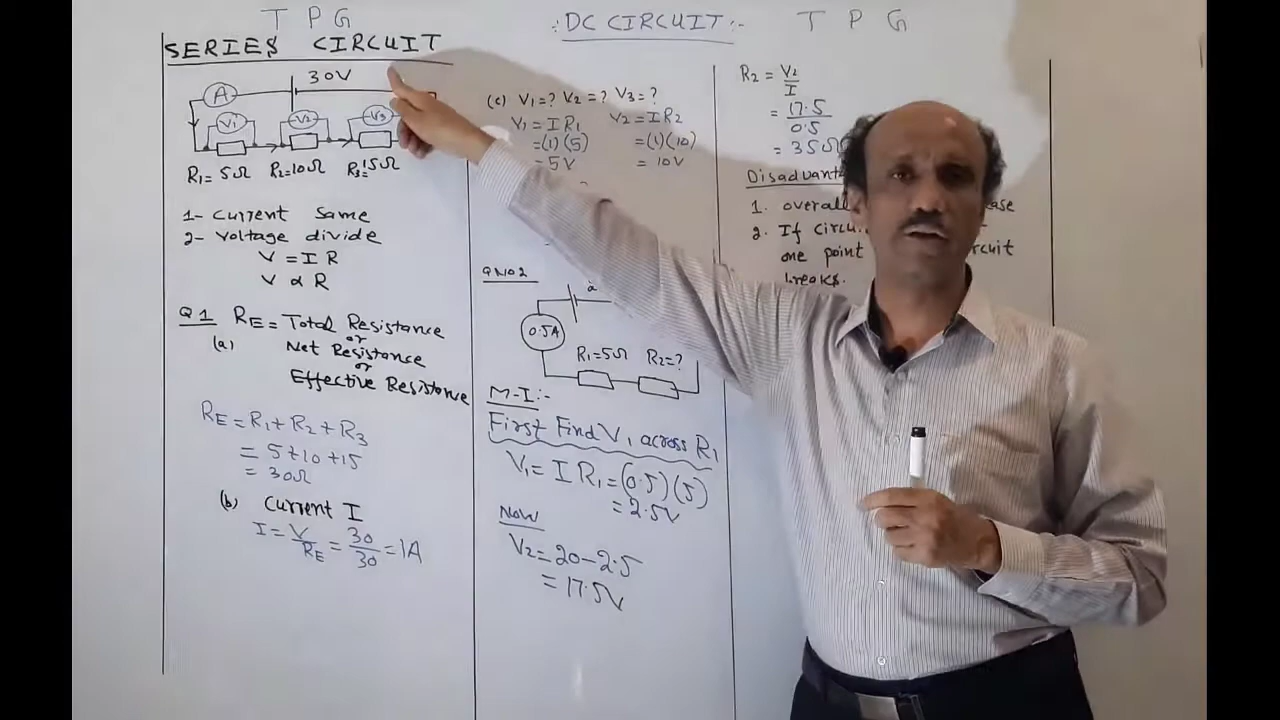 T P G
:DC CIRCUIT:-
T P G
SERIES CIRCUIT
30V
A
V1
V2
V3
R1=5Ω R2=10Ω R3=15Ω
1- Current same
2- Voltage divide
V = I R
V α R
Q1 RE = Total Resistance
or
(a) Net Resistance
or
Effective Resistance
RE = R1 + R2 + R3
= 5+10+15
= 30Ω
(b) Current I
I = V/RE = 30/30 = 1A
(c) V1=? V2=? V3=?
V1 = I R1 V2 = I R2
=(1)(5) =(1)(10)
= 5V = 10V
QNO2
0.5A
R1=5Ω R2=?
M-I:-
First Find V1 across R1
V1 = I R1 = (0.5)(5)
= 2.5V
Now
V2 = 20-2.5
= 17.5V
R2 = V2/I
= 17.5/0.5
= 35Ω
1. overall
2. If
one point
breaks.